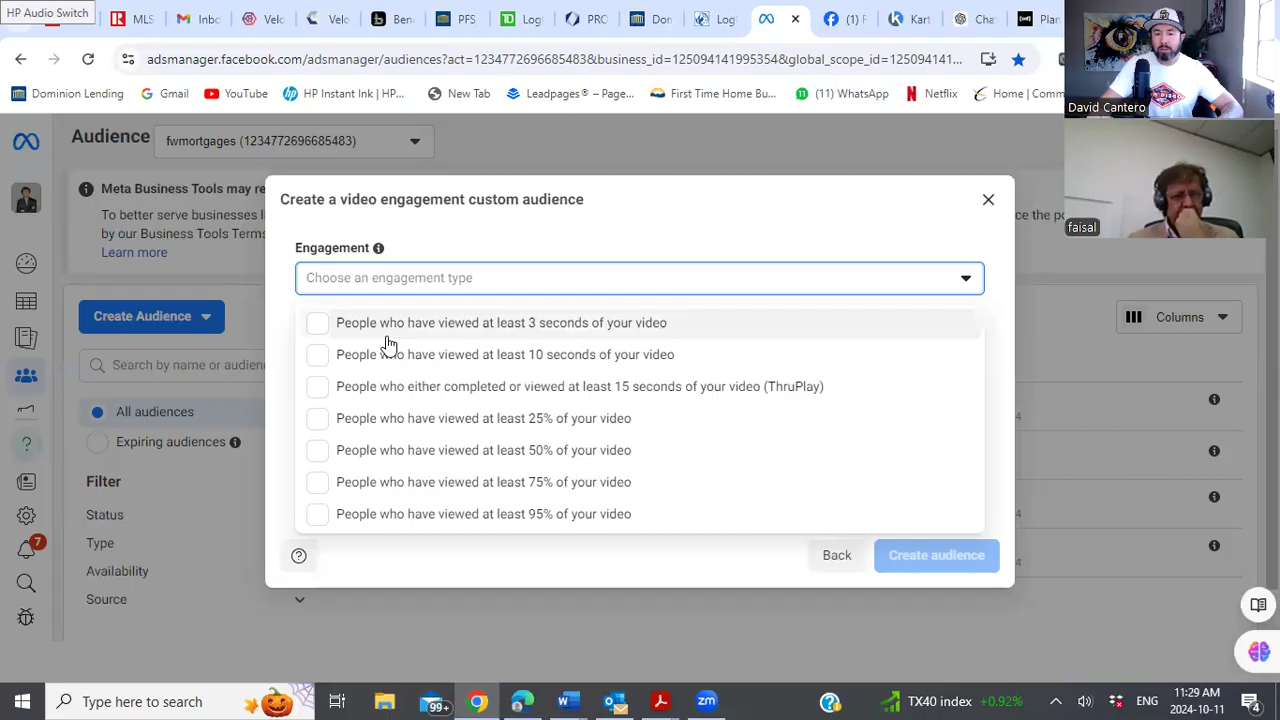 HP Audio Switch
MLS
Inb
Velo
Velo
Ben
PFS
Log
PRO
Don
Logi
(1) F
Kart
Cha
Plan
adsmanager.facebook.com/adsmanager/audiences?act=1234772696685483&business_id=1250941419953354&global_scope_id=125094141...
Dominion Lending
Gmail
YouTube
HP Instant Ink | HP...
New Tab
Leadpages® – Page...
First Time Home Bu...
(11) WhatsApp
Netflix
Home | Comm
David Cantero
faisal
Audience
fwmortgages (1234772696685483)
Meta Business Tools may re
To better serve businesses l
by our Business Tools Terms
Learn more
ce the po
Create Audience
Columns
Search by name or audienc
All audiences
Expiring audiences
Filter
Status
Type
Availability
Source
7
Create a video engagement custom audience
Engagement
Choose an engagement type
People who have viewed at least 3 seconds of your video
People who have viewed at least 10 seconds of your video
People who either completed or viewed at least 15 seconds of your video (ThruPlay)
People who have viewed at least 25% of your video
People who have viewed at least 50% of your video
People who have viewed at least 75% of your video
People who have viewed at least 95% of your video
Back
Create audience
Type here to search
99+
zm
TX40 index +0.92%
ENG
11:29 AM
2024-10-11
4